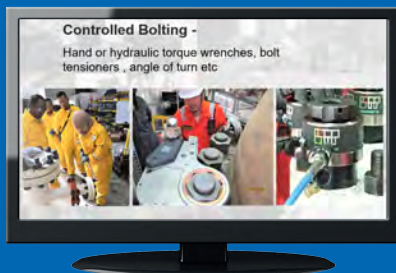 Controlled Bolting -
Hand or hydraulic torque wrenches, bolt
tensioners , angle of turn etc